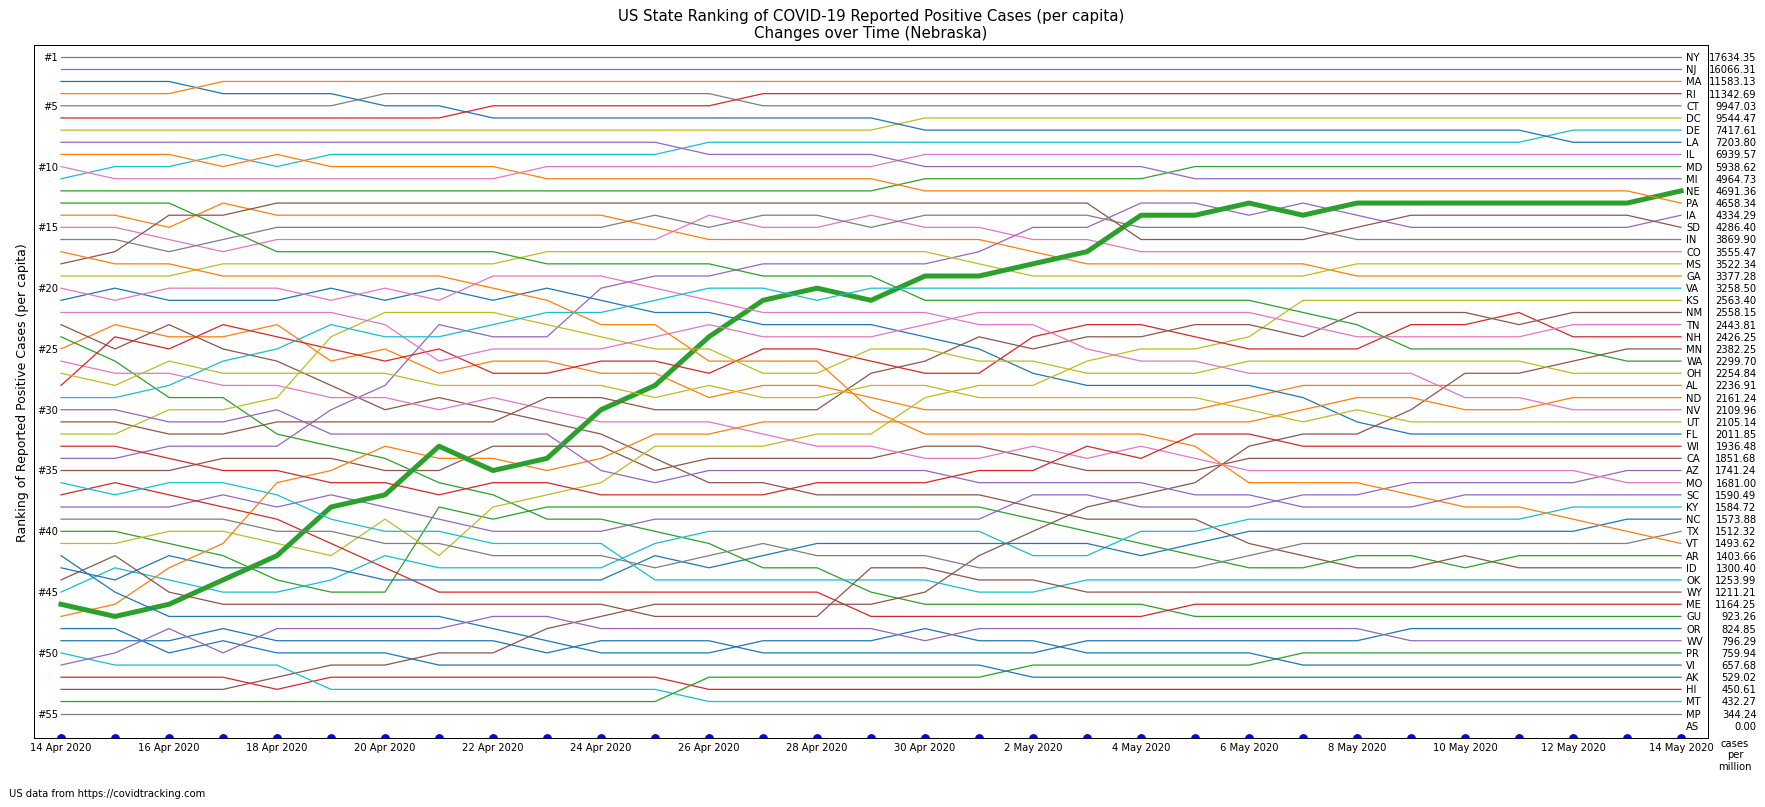 US State Ranking of COVID-19 Reported Positive Cases (per capita)
Changes over Time (Nebraska)
Ranking of Reported Positive Cases (per capita)
#1
#5
#10
#15
#20
#25
#30
#35
#40
#45
#50
#55
NY 17634.35
NJ 16066.31
MA 11583.13
RI 11342.69
CT 9947.03
DC 9544.47
DE 7417.61
LA 7203.80
IL 6939.57
MD 5938.62
MI 4964.73
NE 4691.36
PA 4658.34
IA 4334.29
SD 4286.40
IN 3869.90
CO 3555.47
MS 3522.34
GA 3377.28
VA 3258.50
KS 2563.40
NM 2558.15
TN 2443.81
NH 2426.25
MN 2382.25
WA 2299.70
OH 2254.84
AL 2236.91
ND 2161.24
NV 2109.96
UT 2105.14
FL 2011.85
WI 1936.48
CA 1851.68
AZ 1741.24
MO 1681.00
SC 1590.49
KY 1584.72
NC 1573.88
TX 1512.32
VT 1493.62
AR 1403.66
ID 1300.40
OK 1253.99
WY 1211.21
ME 1164.25
GU 923.26
OR 824.85
WV 796.29
PR 759.94
VI 657.68
AK 529.02
HI 450.61
MT 432.27
MP 344.24
AS 0.00
14 Apr 2020 16 Apr 2020 18 Apr 2020 20 Apr 2020 22 Apr 2020 24 Apr 2020 26 Apr 2020 28 Apr 2020 30 Apr 2020 2 May 2020 4 May 2020 6 May 2020 8 May 2020 10 May 2020 12 May 2020 14 May 2020
cases
per
million
US data from https://covidtracking.com